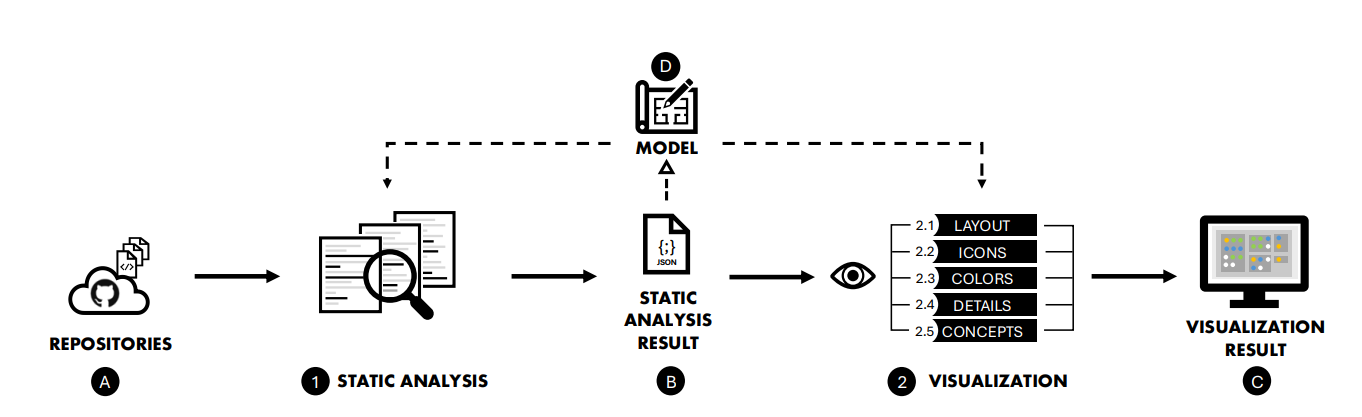 D
MODEL
</>
{;}
JSON
2.1 LAYOUT
2.2 ICONS
2.3 COLORS
2.4 DETAILS
2.5 CONCEPTS
REPOSITORIES
A
1 STATIC ANALYSIS
STATIC
ANALYSIS
RESULT
B
2 VISUALIZATION
VISUALIZATION
RESULT
C